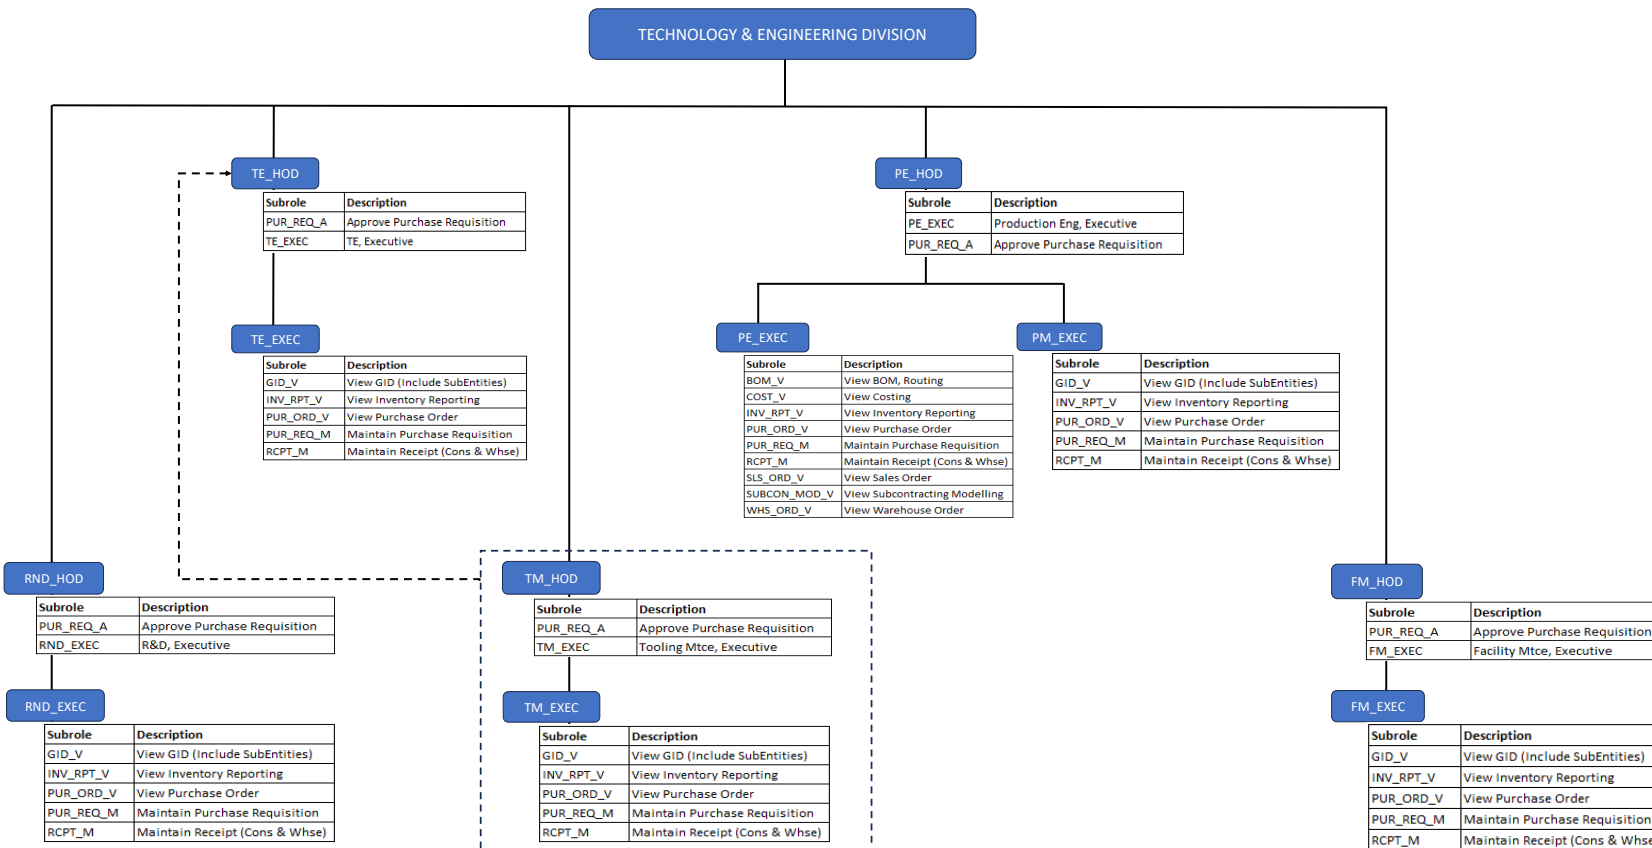 TECHNOLOGY & ENGINEERING DIVISION
TE_HOD
Subrole Description
PUR_REQ_A Approve Purchase Requisition
TE_EXEC TE, Executive
TE_EXEC
Subrole Description
GID_V View GID (Include SubEntities)
INV_RPT_V View Inventory Reporting
PUR_ORD_V View Purchase Order
PUR_REQ_M Maintain Purchase Requisition
RCPT_M Maintain Receipt (Cons & Whse)
PE_HOD
Subrole Description
PE_EXEC Production Eng, Executive
PUR_REQ_A Approve Purchase Requisition
PE_EXEC
Subrole Description
BOM_V View BOM, Routing
COST_V View Costing
INV_RPT_V View Inventory Reporting
PUR_ORD_V View Purchase Order
PUR_REQ_M Maintain Purchase Requisition
RCPT_M Maintain Receipt (Cons & Whse)
SLS_ORD_V View Sales Order
SUBCON_MOD_V View Subcontracting Modelling
WHS_ORD_V View Warehouse Order
PM_EXEC
Subrole Description
GID_V View GID (Include SubEntities)
INV_RPT_V View Inventory Reporting
PUR_ORD_V View Purchase Order
PUR_REQ_M Maintain Purchase Requisition
RCPT_M Maintain Receipt (Cons & Whse)
RND_HOD
Subrole Description
PUR_REQ_A Approve Purchase Requisition
RND_EXEC R&D, Executive
RND_EXEC
Subrole Description
GID_V View GID (Include SubEntities)
INV_RPT_V View Inventory Reporting
PUR_ORD_V View Purchase Order
PUR_REQ_M Maintain Purchase Requisition
RCPT_M Maintain Receipt (Cons & Whse)
TM_HOD
Subrole Description
PUR_REQ_A Approve Purchase Requisition
TM_EXEC Tooling Mtce, Executive
TM_EXEC
Subrole Description
GID_V View GID (Include SubEntities)
INV_RPT_V View Inventory Reporting
PUR_ORD_V View Purchase Order
PUR_REQ_M Maintain Purchase Requisition
RCPT_M Maintain Receipt (Cons & Whse)
FM_HOD
Subrole Description
PUR_REQ_A Approve Purchase Requisition
FM_EXEC Facility Mtce, Executive
FM_EXEC
Subrole Description
GID_V View GID (Include SubEntities)
INV_RPT_V View Inventory Reporting
PUR_ORD_V View Purchase Order
PUR_REQ_M Maintain Purchase Requisition
RCPT_M Maintain Receipt (Cons & Whse